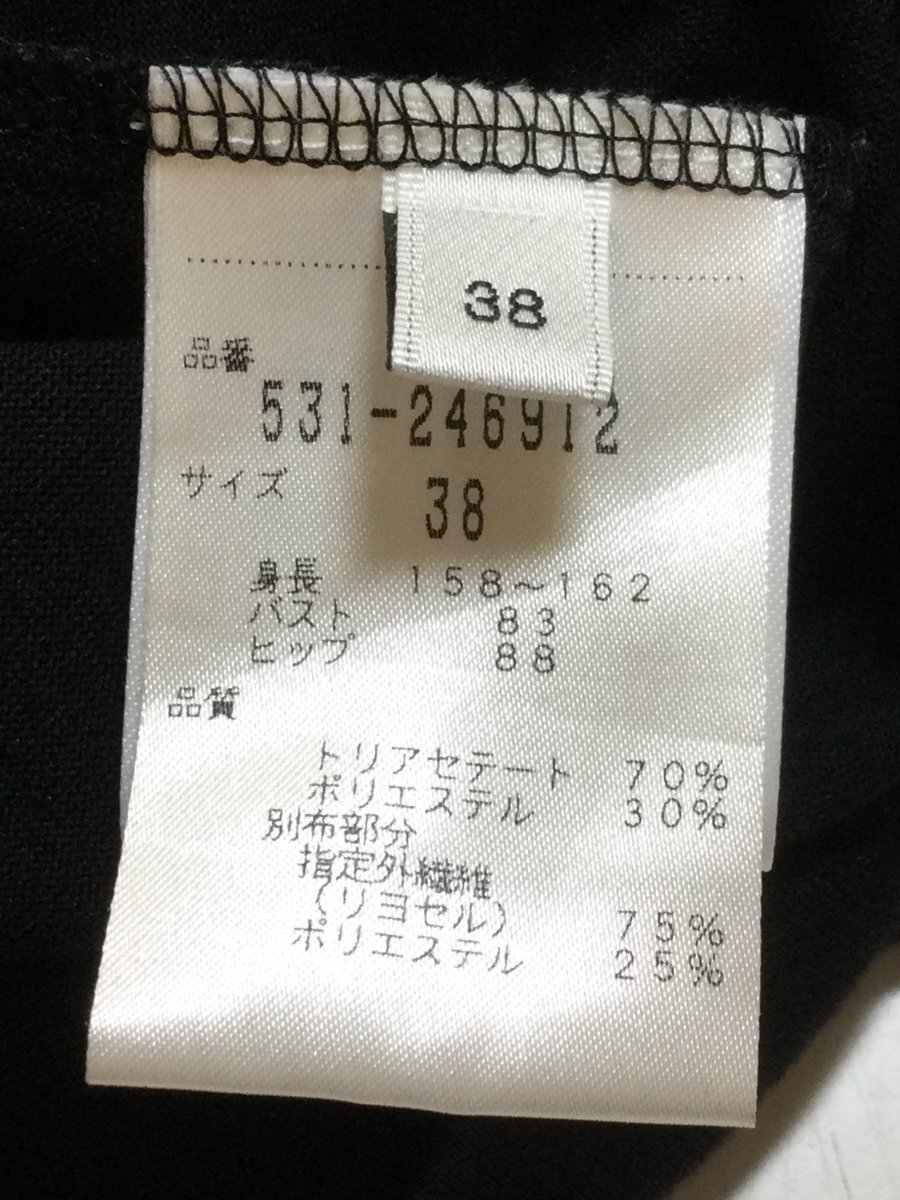 38
品番
531-246912
サイズ
38
身長 158~162
バスト 83
ヒップ 88
品質
トリアセテート 70%
ポリエステル 30%
別布部分
指定外繊維
(リヨセル) 75%
ポリエステル 25%